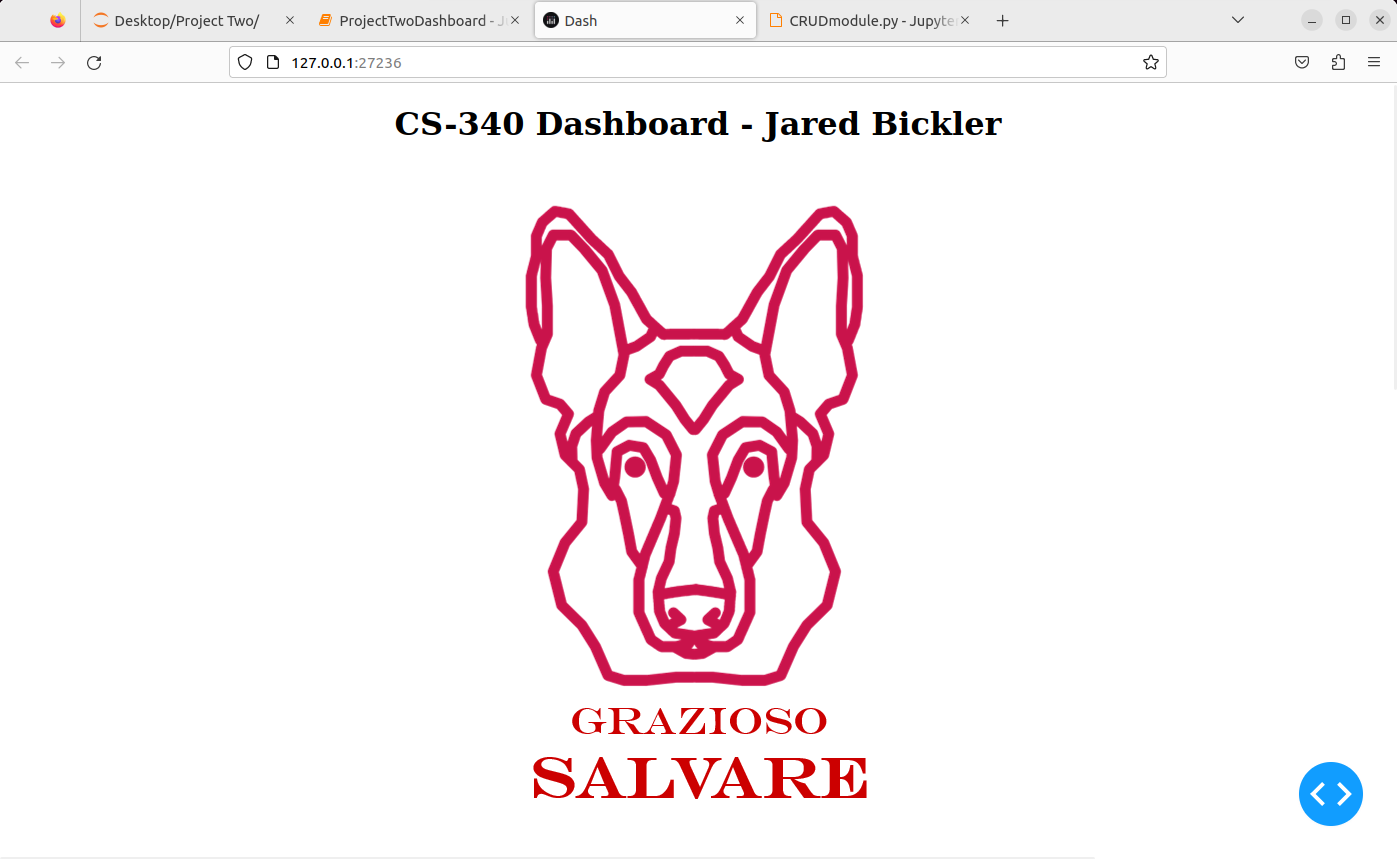 Desktop/Project Two/
ProjectTwoDashboard - J
Dash
CRUDmodule.py - Jupyte
127.0.0.1:27236
CS-340 Dashboard - Jared Bickler
GRAZIOSO
SALVARE